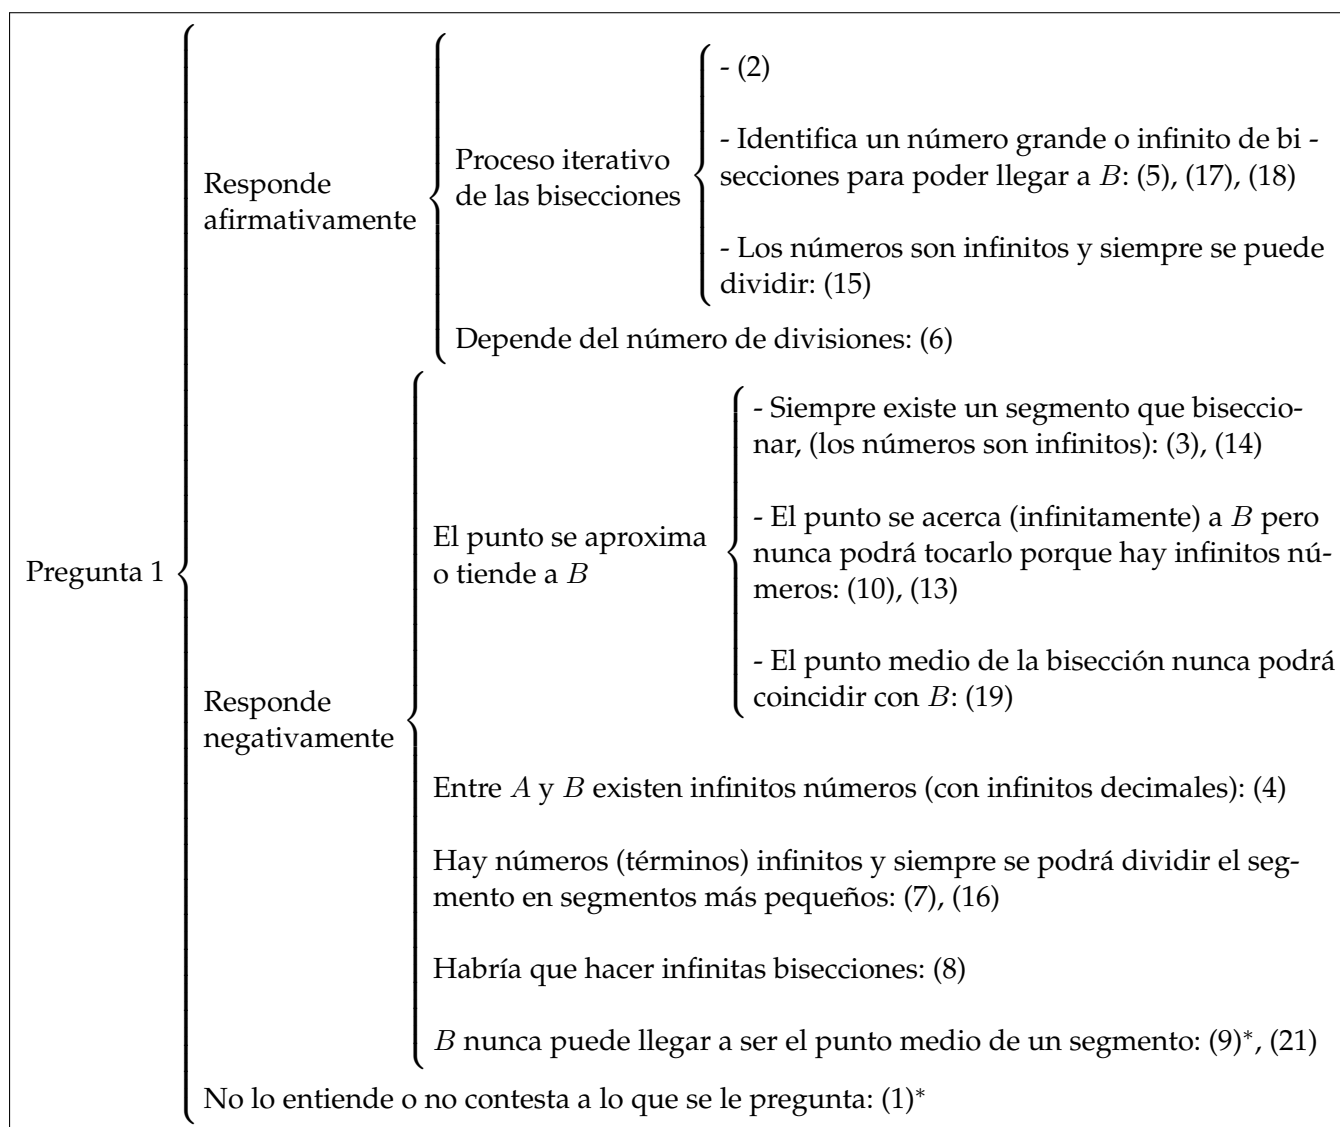 Pregunta 1
Responde
afirmativamente
Proceso iterativo
de las bisecciones
- (2)
- Identifica un número grande o infinito de bi -
secciones para poder llegar a B: (5), (17), (18)
- Los números son infinitos y siempre se puede
dividir: (15)
Depende del número de divisiones: (6)
Responde
negativamente
El punto se aproxima
o tiende a B
- Siempre existe un segmento que biseccio-
nar, (los números son infinitos): (3), (14)
- El punto se acerca (infinitamente) a B pero
nunca podrá tocarlo porque hay infinitos nú-
meros: (10), (13)
- El punto medio de la bisección nunca podrá
coincidir con B: (19)
Entre A y B existen infinitos números (con infinitos decimales): (4)
Hay números (términos) infinitos y siempre se podrá dividir el seg-
mento en segmentos más pequeños: (7), (16)
Habría que hacer infinitas bisecciones: (8)
B nunca puede llegar a ser el punto medio de un segmento: (9)*, (21)
No lo entiende o no contesta a lo que se le pregunta: (1)*